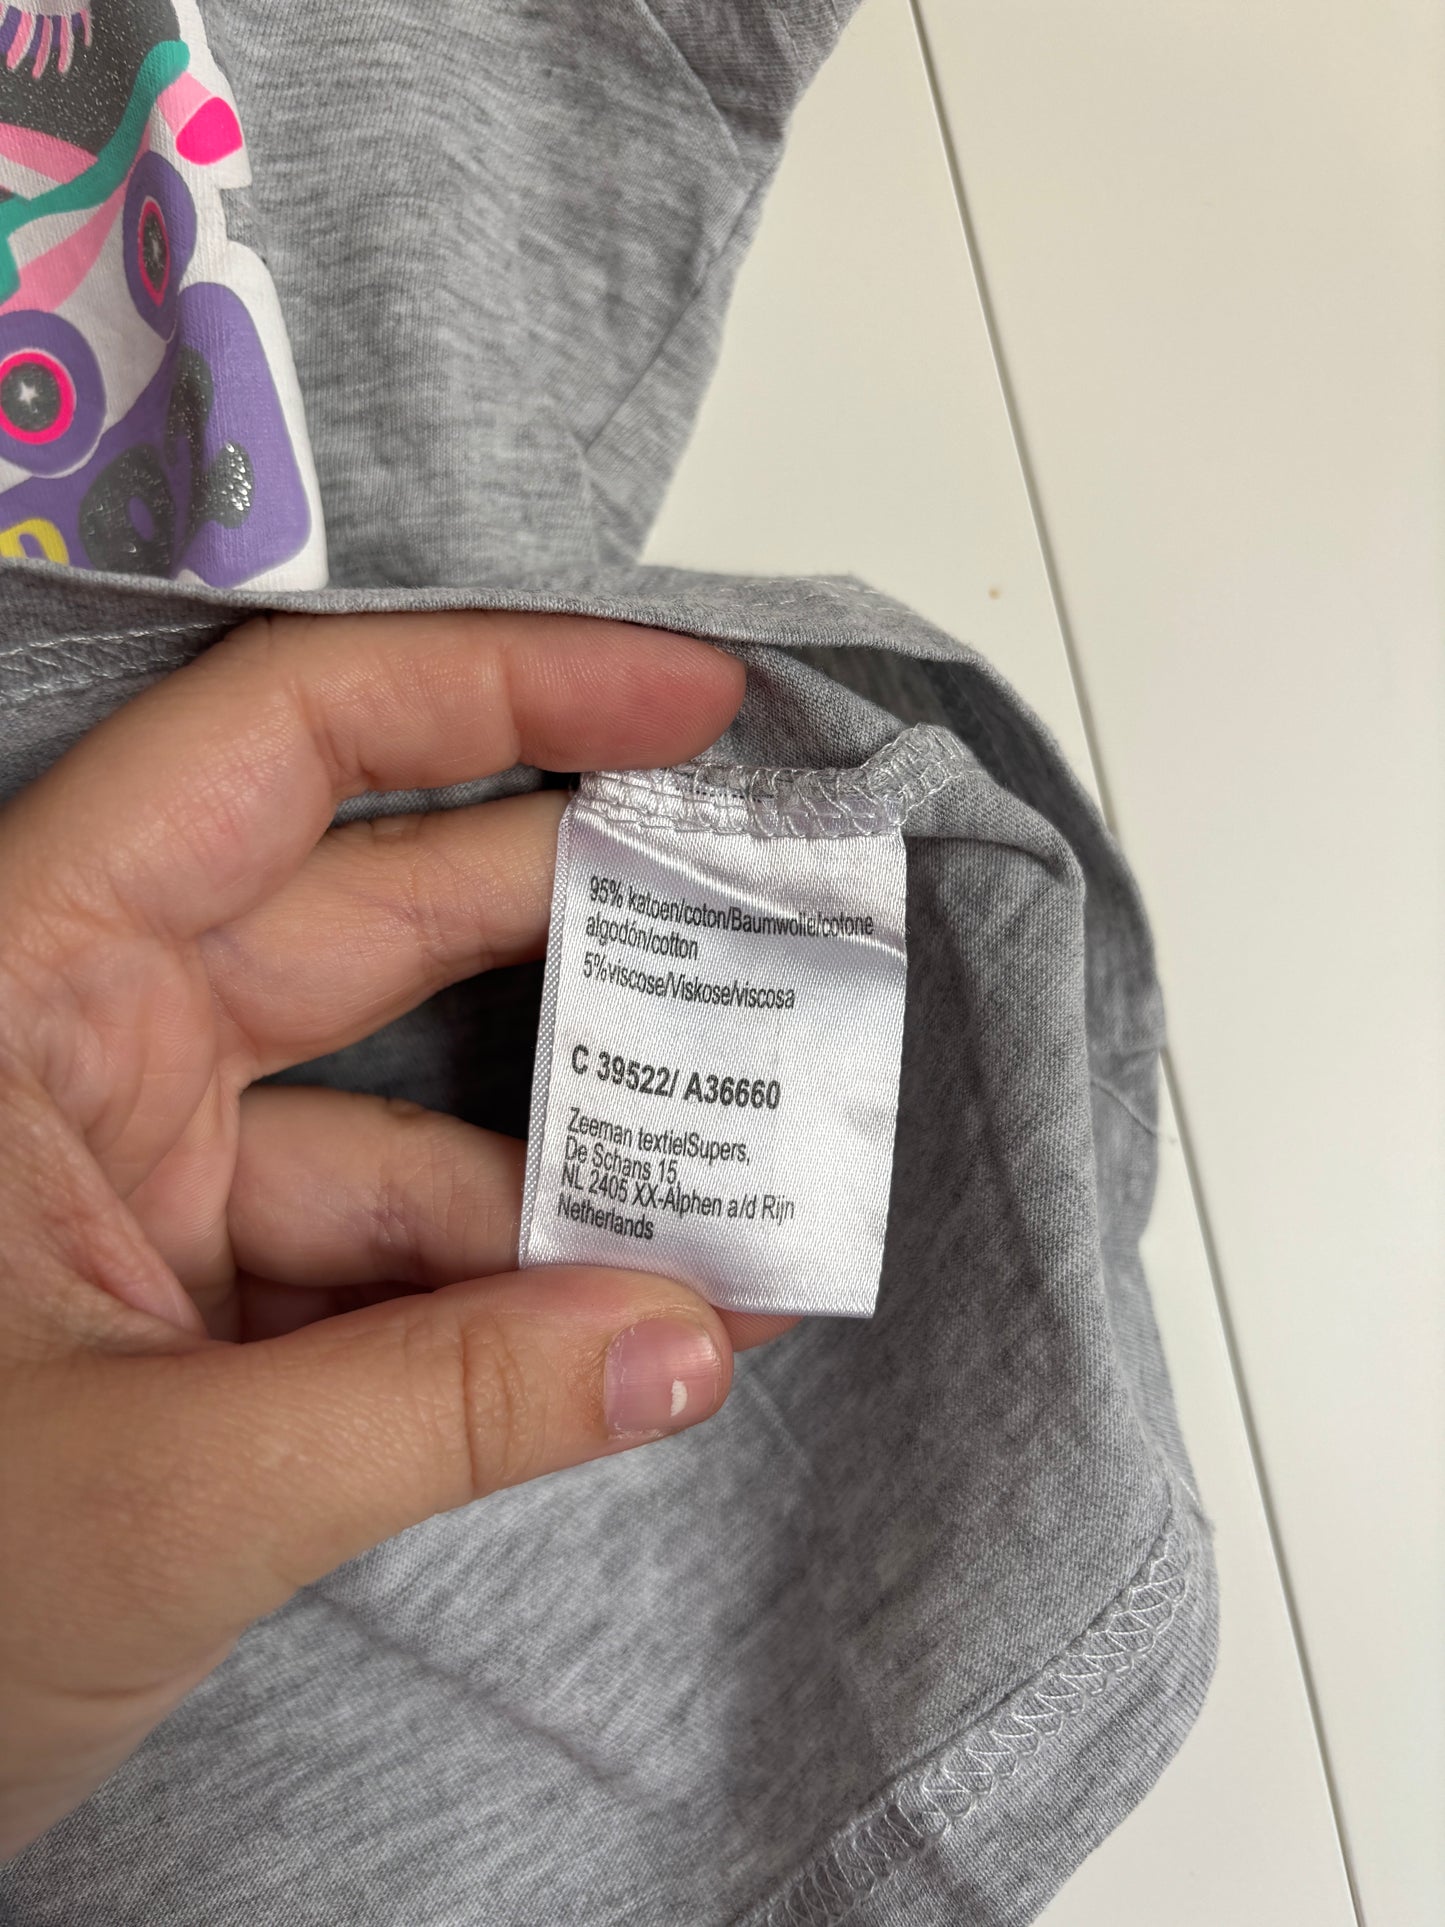 95% katoen/coton/Baumwolle/cotone
algodón/cotton
5%viscose/Viskose/viscosa
C 39522/ A36660
Zeeman textielSupers,
De Schans 15
NL 2405 XX-Alphen a/d Rijn
Netherlands